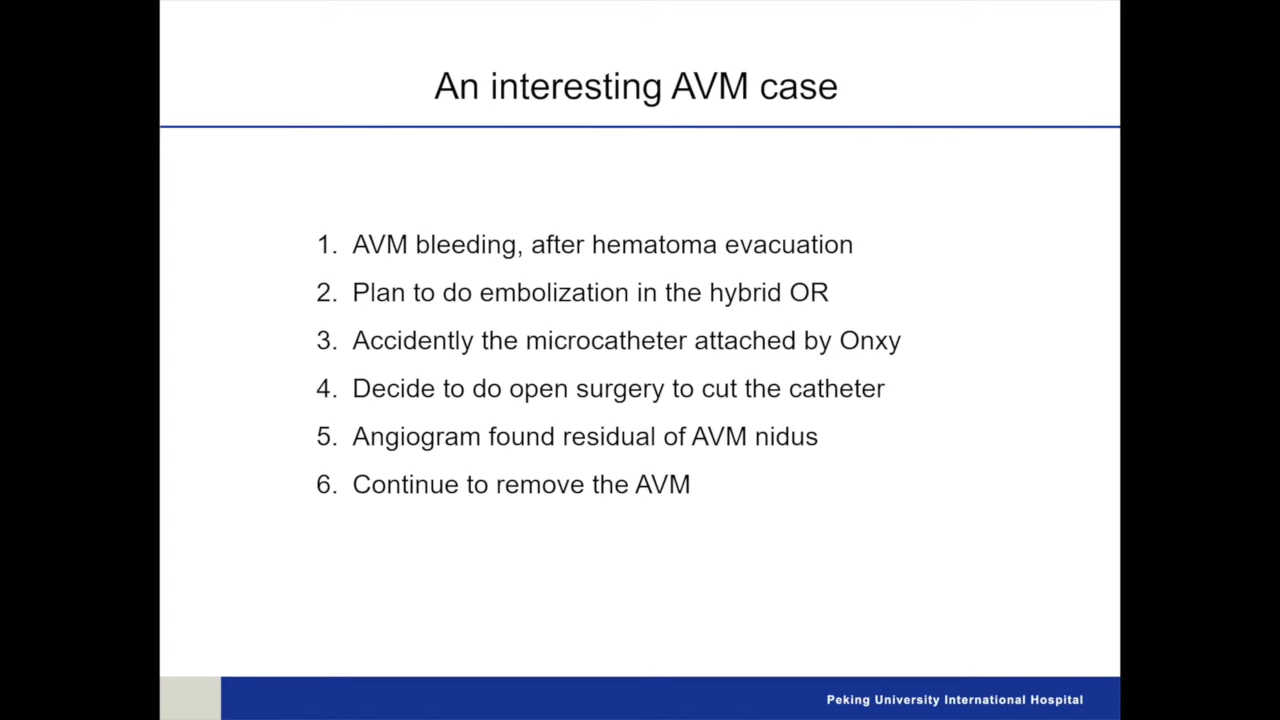 An interesting AVM case
1. AVM bleeding, after hematoma evacuation
2. Plan to do embolization in the hybrid OR
3. Accidently the microcatheter attached by Onxy
4. Decide to do open surgery to cut the catheter
5. Angiogram found residual of AVM nidus
6. Continue to remove the AVM
Peking University International Hospital